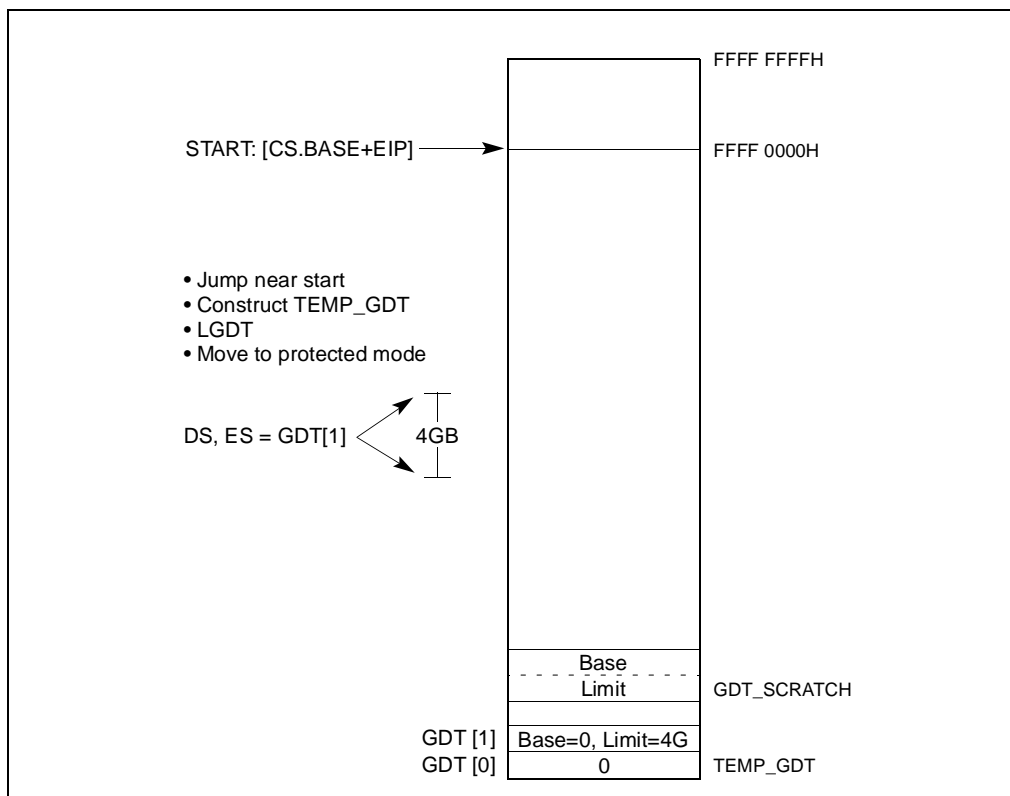 FFFF FFFFH
START: [CS.BASE+EIP]
FFFF 0000H
• Jump near start
• Construct TEMP_GDT
• LGDT
• Move to protected mode
DS, ES = GDT[1]
4GB
Base
Limit
GDT_SCRATCH
GDT [1]
Base=0, Limit=4G
GDT [0]
0
TEMP_GDT